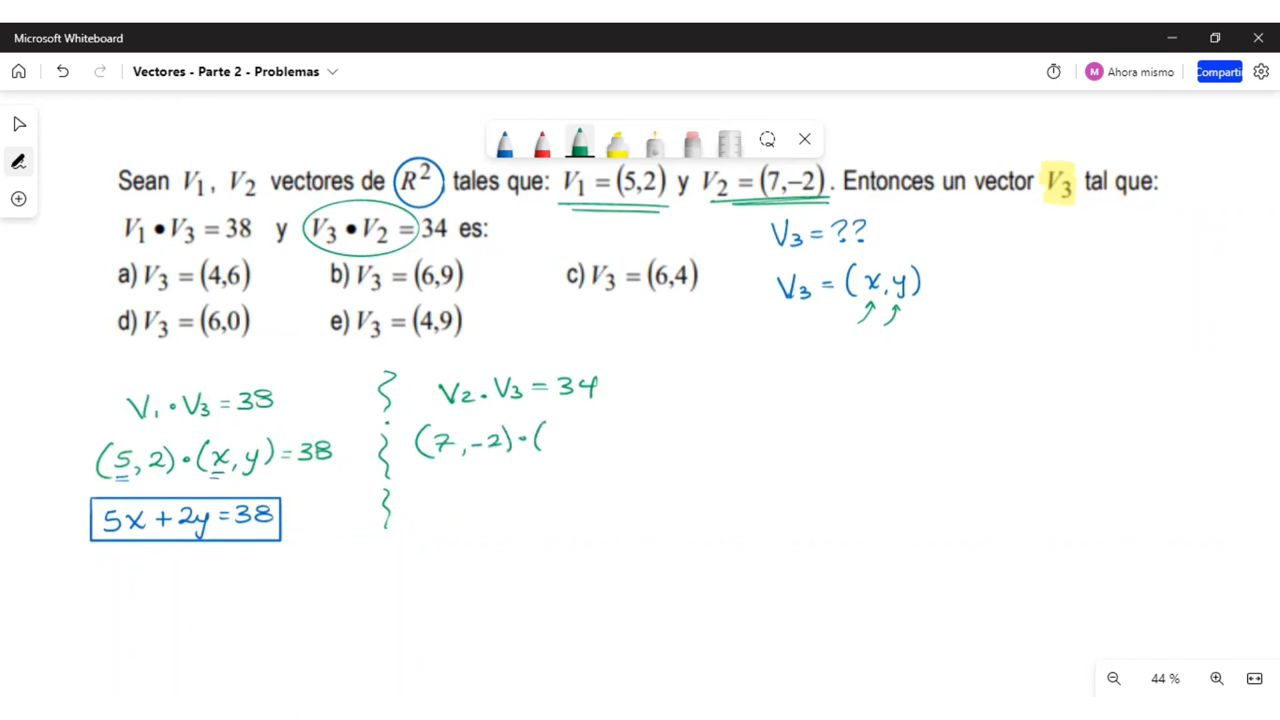 Microsoft Whiteboard
Vectores - Parte 2 - Problemas
M Ahora mismo
Comparti
Sean V₁, V₂ vectores de R² tales que: V₁ = (5,2) y V₂ = (7,−2). Entonces un vector V₃ tal que:
V₁ • V₃ = 38 y V₃ • V₂ = 34 es:
V₃ = ??
a) V₃ = (4,6) b) V₃ = (6,9) c) V₃ = (6,4)
V₃ = (x,y)
d) V₃ = (6,0) e) V₃ = (4,9)
V₁ • V₃ = 38
V₂ • V₃ = 34
(5,2) • (x,y) = 38
(7,-2) • (
5x + 2y = 38
44 %